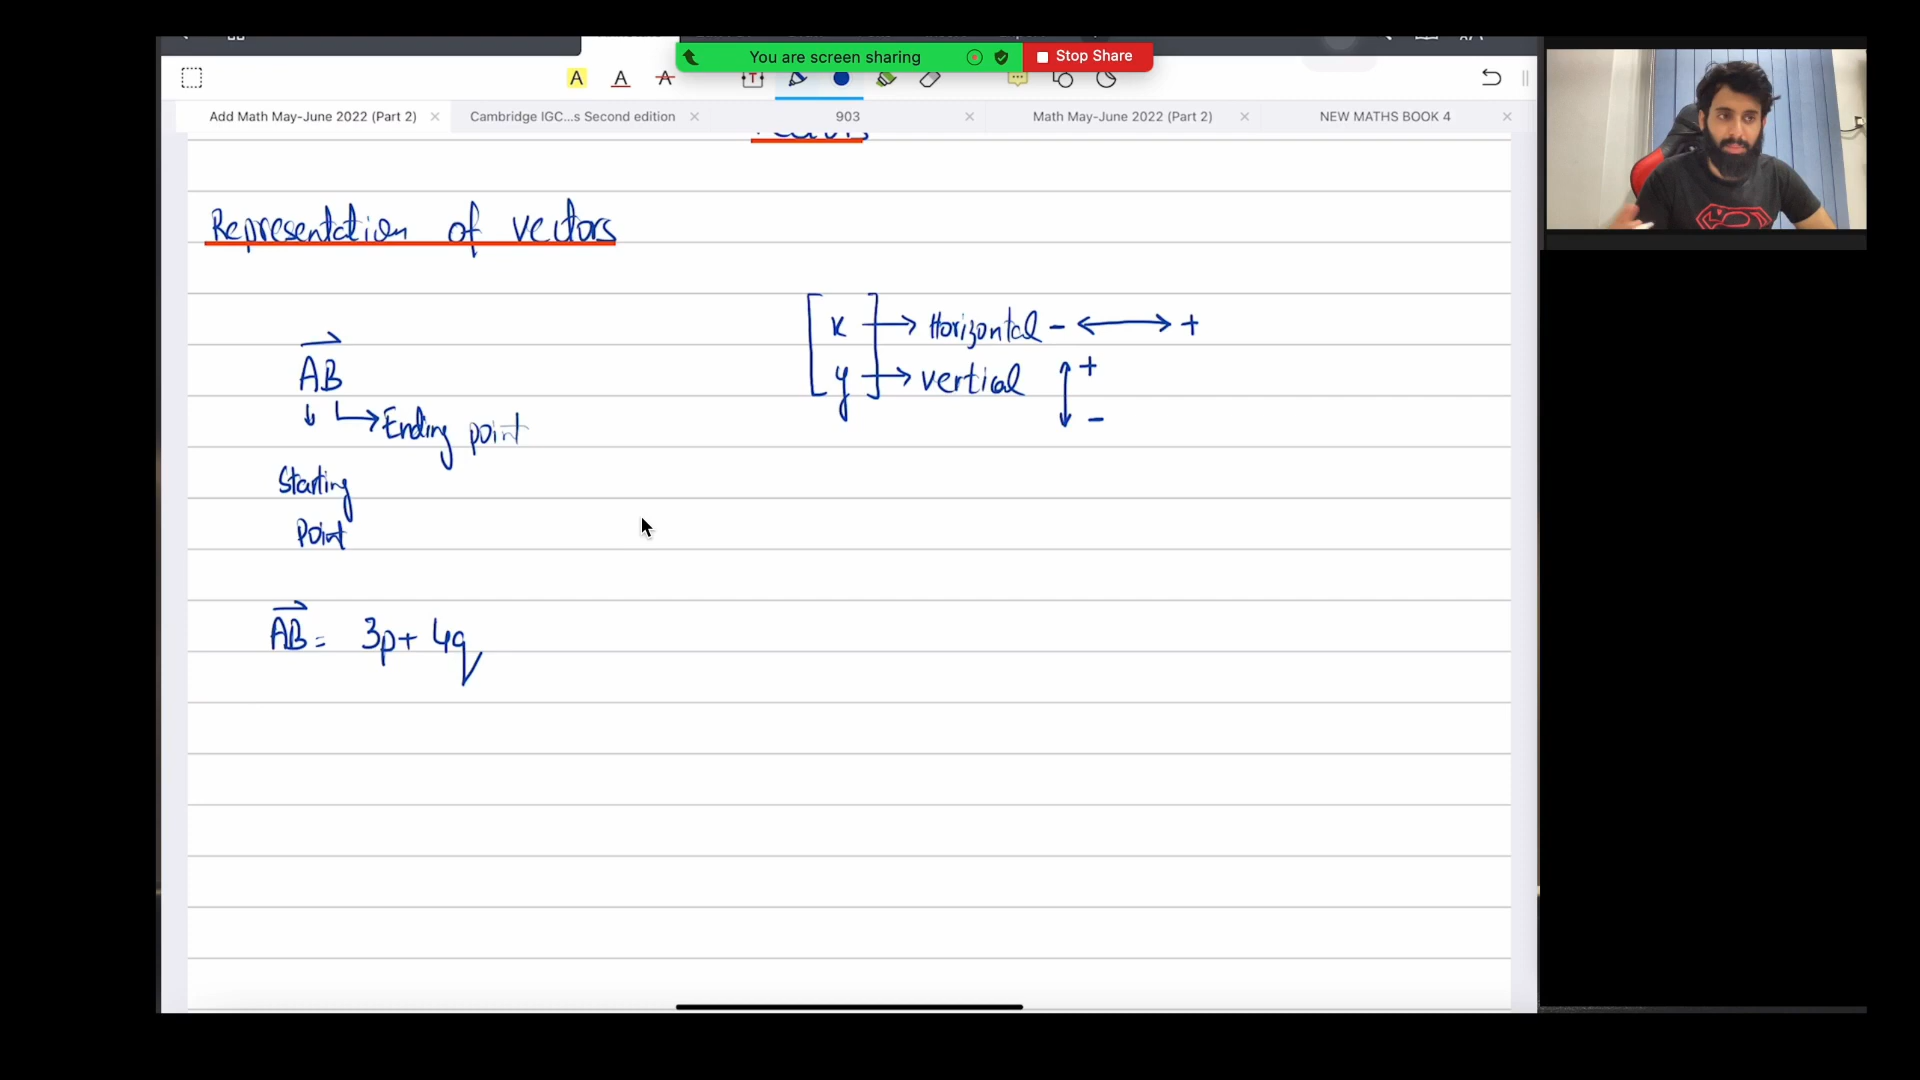 You are screen sharing
Stop Share
A A A T
Add Math May-June 2022 (Part 2) × Cambridge IGC...s Second edition × 903 × Math May-June 2022 (Part 2) × NEW MATHS BOOK 4 ×
Representation of vectors
[x → Horizontal - ↔ +
y] → vertical ↕ + -
AB
↓ ↳ Ending point
Starting
Point
AB = 3p + 4q